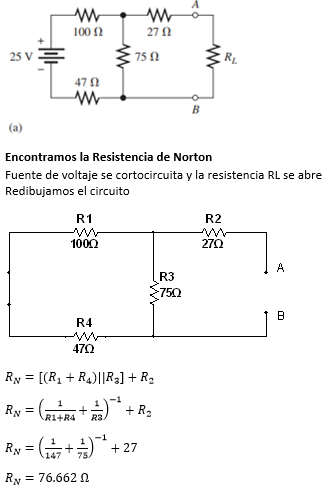 A
100 Ω
27 Ω
+
25 V
75 Ω
R_L
−
47 Ω
B
(a)
Encontramos la Resistencia de Norton
Fuente de voltaje se cortocircuita y la resistencia RL se abre
Redibujamos el circuito
R1
R2
100Ω
27Ω
A
R3
75Ω
B
R4
47Ω
R_N = [(R_1 + R_4)||R_3] + R_2
R_N = (1/(R1+R4) + 1/R3)^−1 + R_2
R_N = (1/147 + 1/75)^−1 + 27
R_N = 76.662 Ω